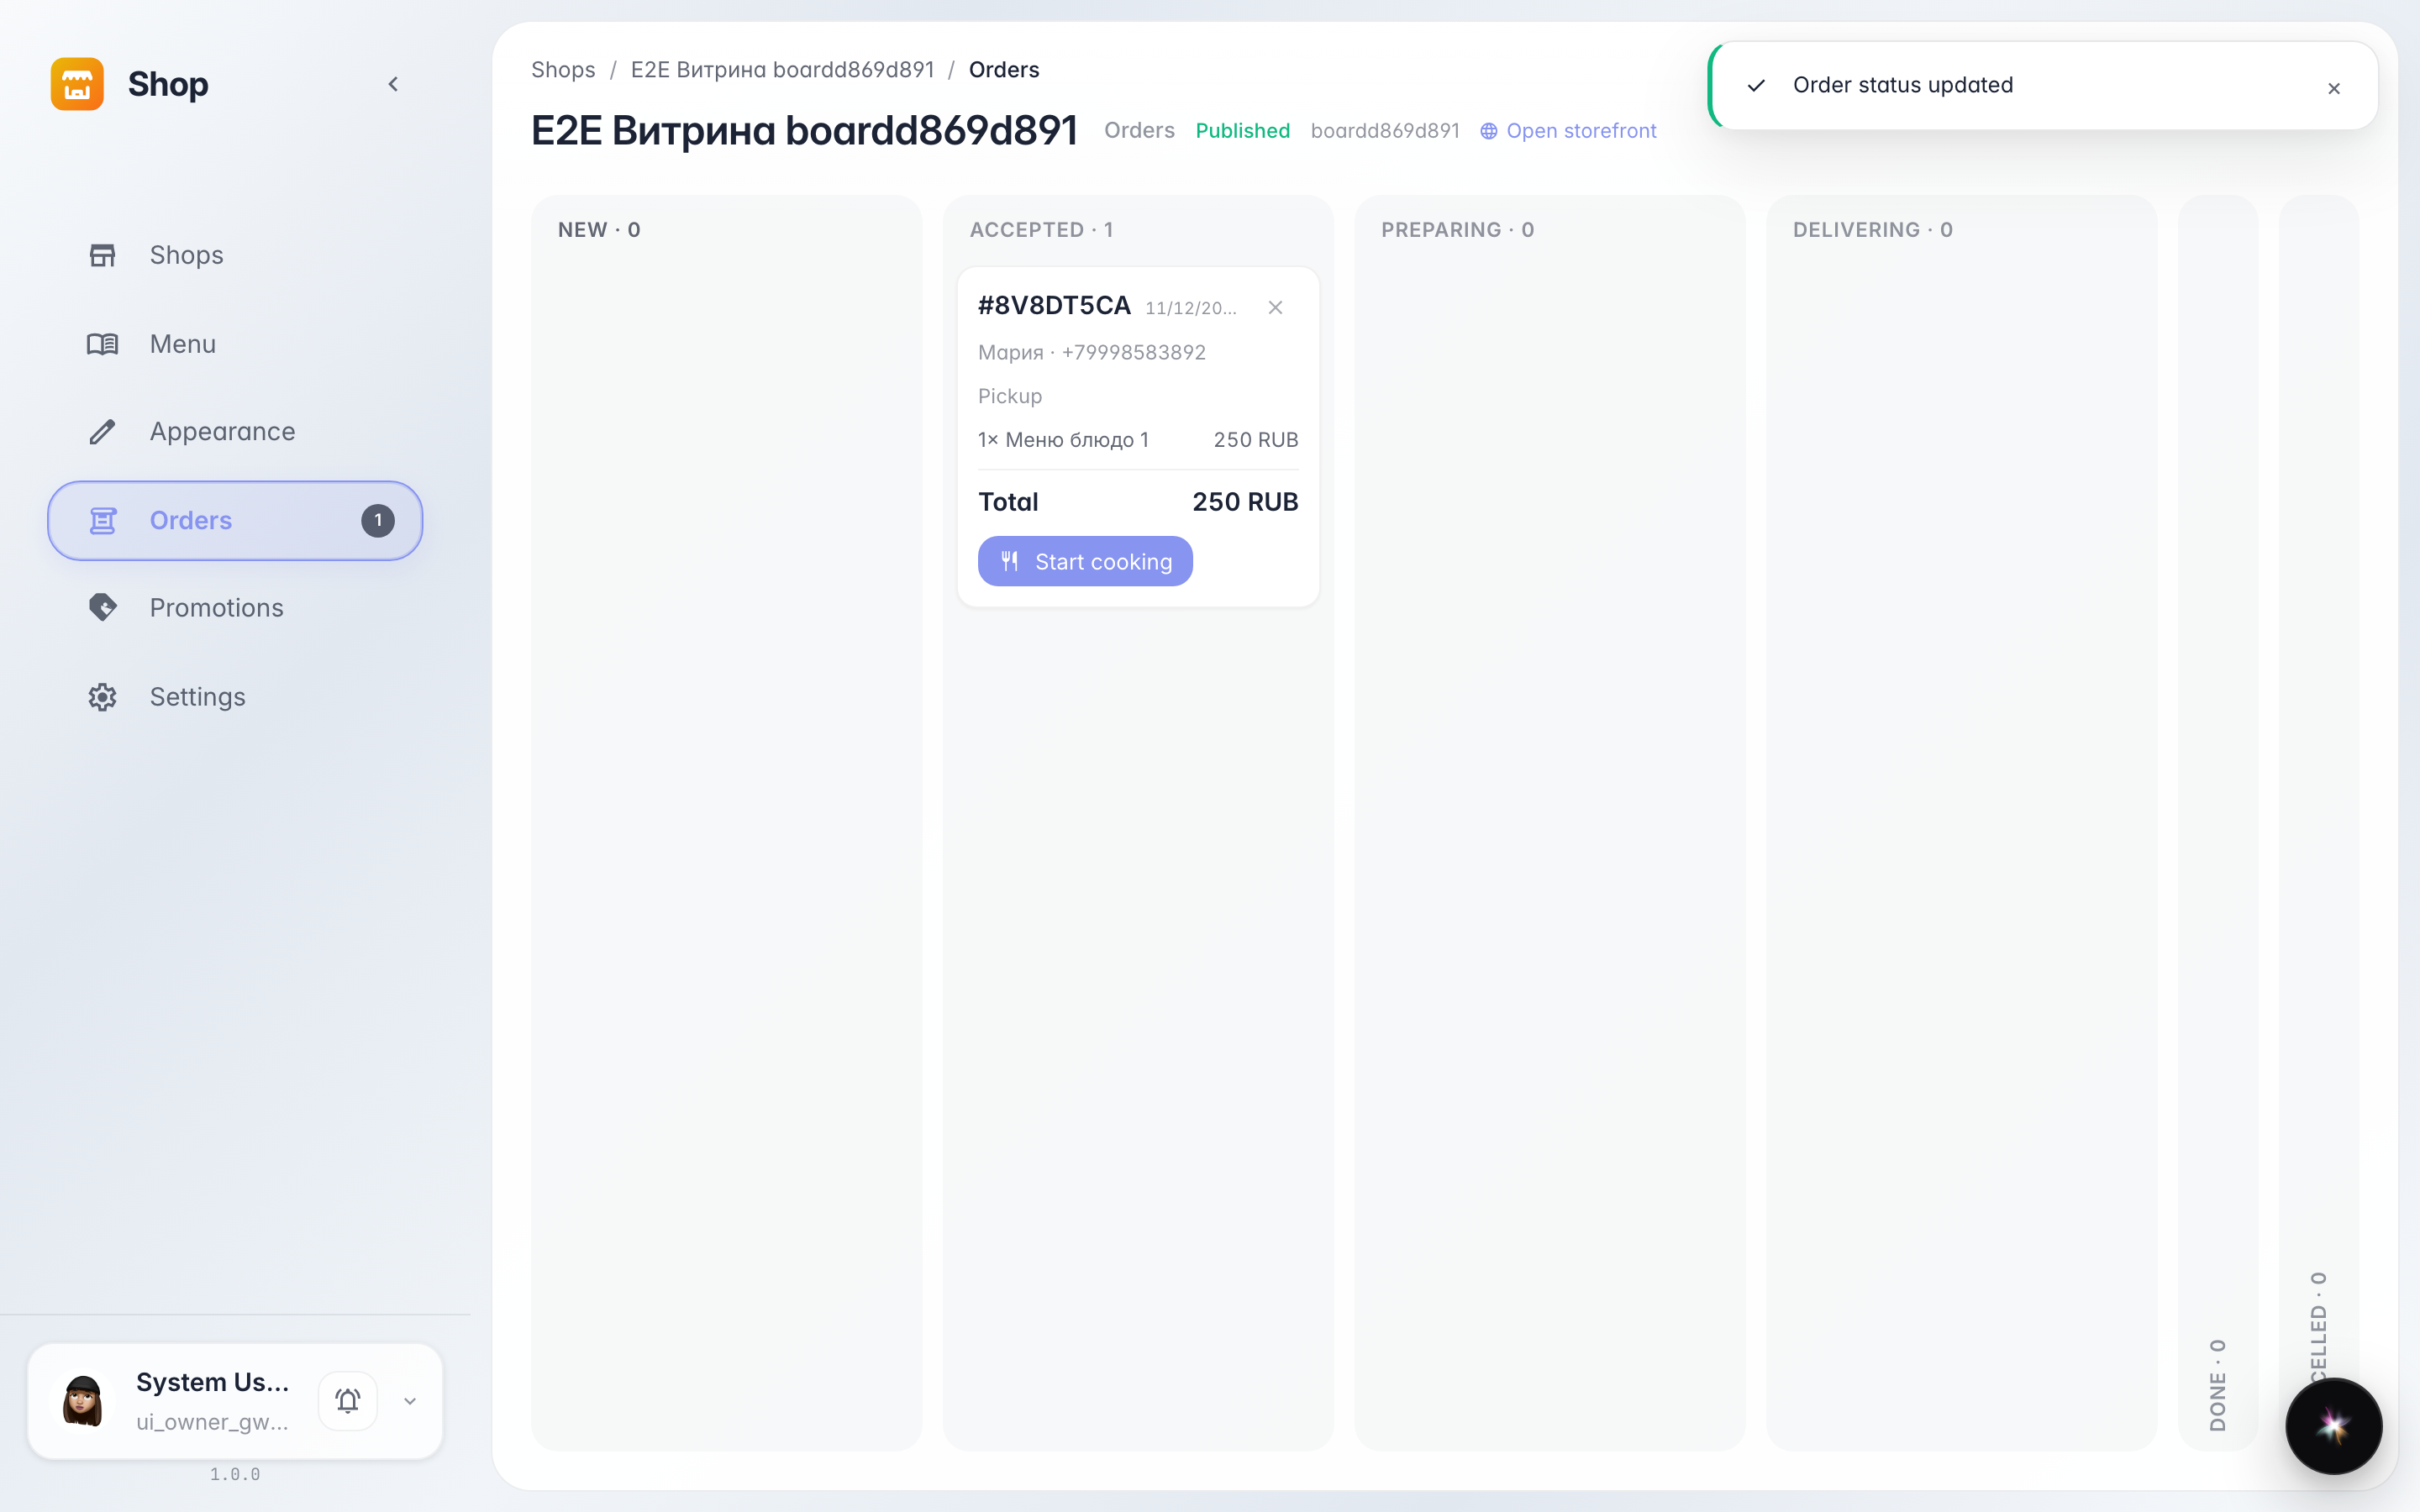 Shop
Shops
Menu
Appearance
Orders 1
Promotions
Settings
System Us...
ui_owner_gw...
1.0.0
Shops / E2E Витрина boardd869d891 / Orders
E2E Витрина boardd869d891 Orders Published boardd869d891 Open storefront
Order status updated
NEW · 0
ACCEPTED · 1
#8V8DT5CA 11/12/20...
Мария · +79998583892
Pickup
1× Меню блюдо 1 250 RUB
Total 250 RUB
Start cooking
PREPARING · 0
DELIVERING · 0
DONE · 0
CELLED · 0